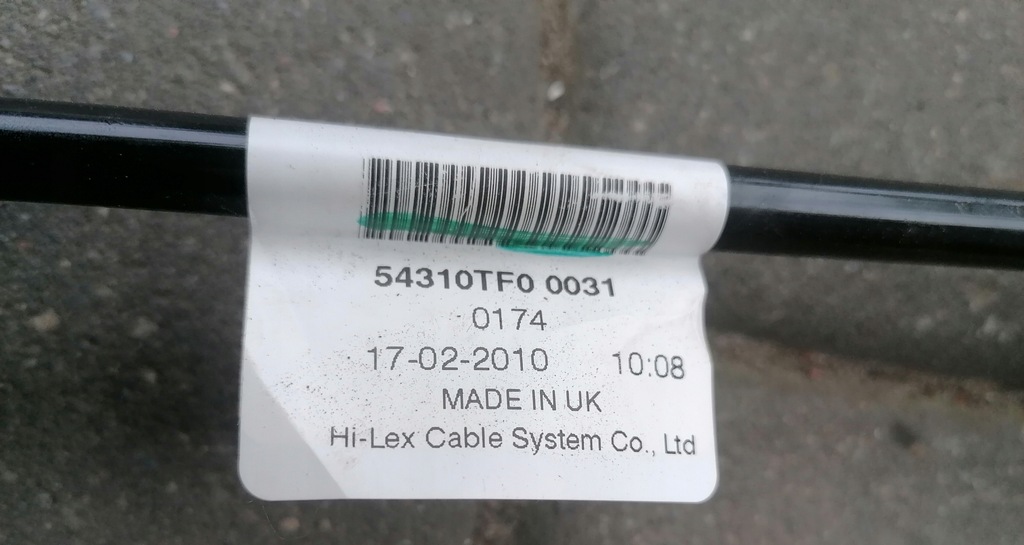 54310TF0 0031
0174
17-02-2010 10:08
MADE IN UK
Hi-Lex Cable System Co., Ltd